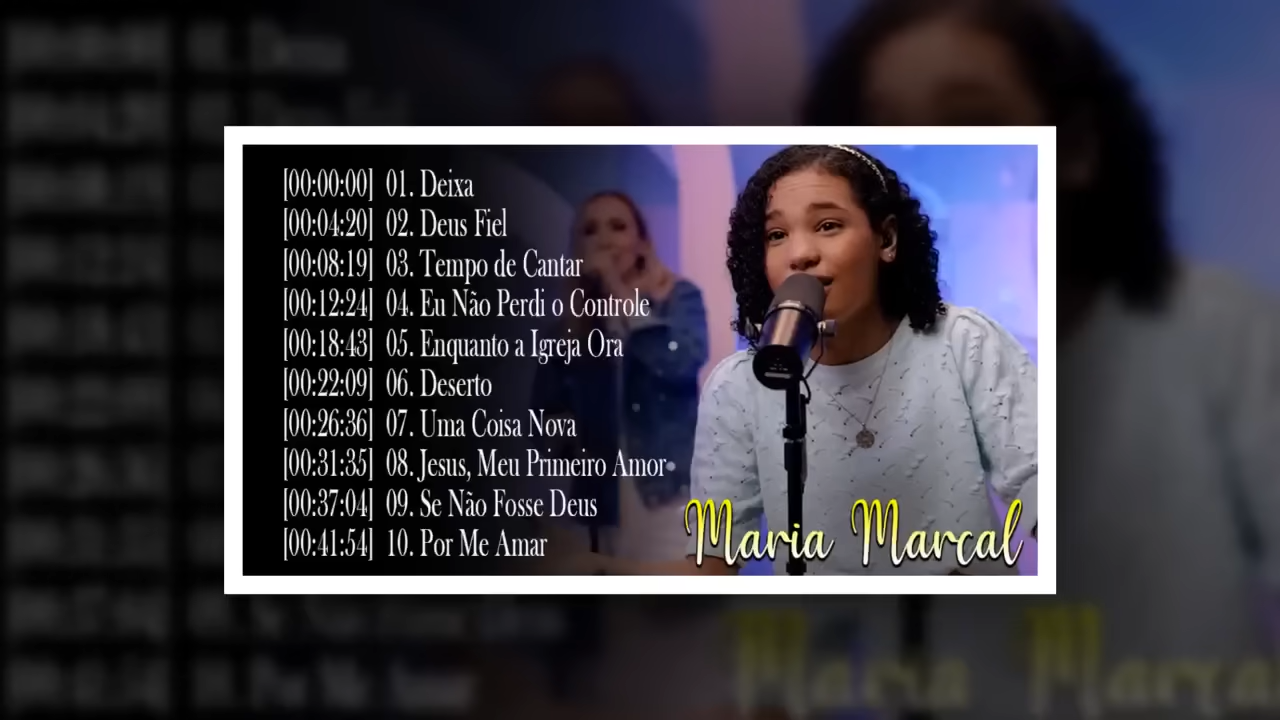 [00:00:00] 01. Deixa
[00:04:20] 02. Deus Fiel
[00:08:19] 03. Tempo de Cantar
[00:12:24] 04. Eu Não Perdi o Controle
[00:18:43] 05. Enquanto a Igreja Ora
[00:22:09] 06. Deserto
[00:26:36] 07. Uma Coisa Nova
[00:31:35] 08. Jesus, Meu Primeiro Amor
[00:37:04] 09. Se Não Fosse Deus
[00:41:54] 10. Por Me Amar
Maria Marcal